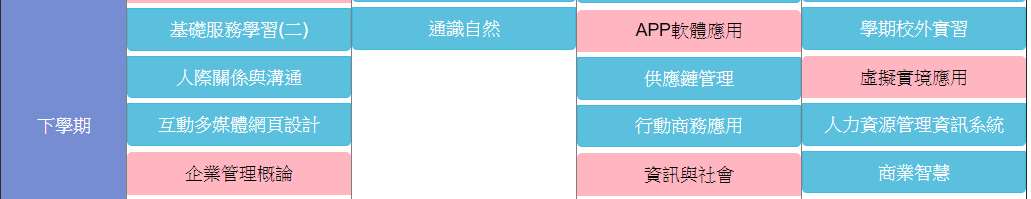 下學期
基礎服務學習(二)
人際關係與溝通
互動多媒體網頁設計
企業管理概論
通識自然
APP軟體應用
供應鏈管理
行動商務應用
資訊與社會
學期校外實習
虛擬實境應用
人力資源管理資訊系統
商業智慧